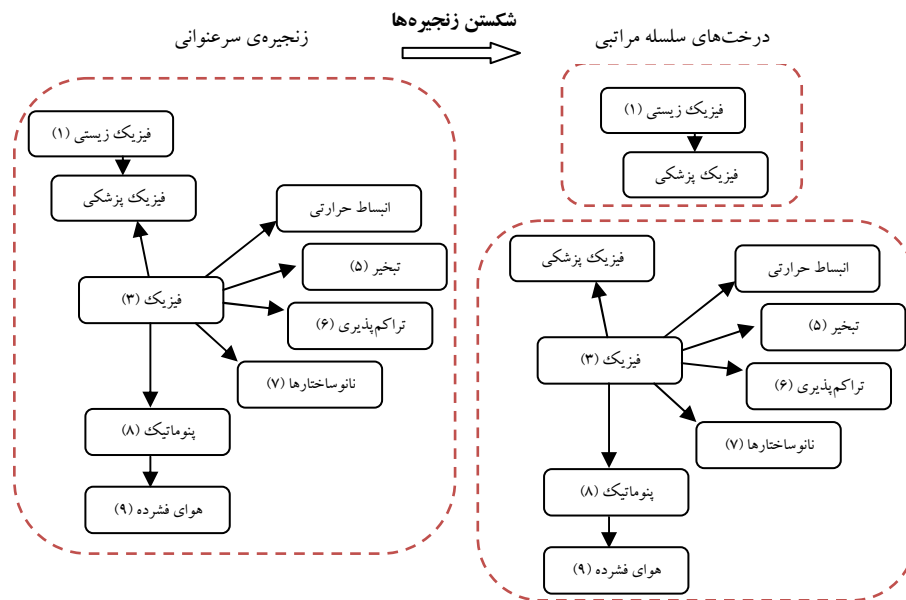 شکستن زنجیره‌ها
زنجیره‌ی سرعنوانی
درخت‌های سلسله مراتبی
فیزیک زیستی (۱)
فیزیک پزشکی
انبساط حرارتی
تبخیر (۵)
فیزیک (۳)
تراکم‌پذیری (۶)
نانوساختارها (۷)
پنوماتیک (۸)
هوای فشرده (۹)
فیزیک زیستی (۱)
فیزیک پزشکی
فیزیک پزشکی
انبساط حرارتی
تبخیر (۵)
فیزیک (۳)
تراکم‌پذیری (۶)
نانوساختارها (۷)
پنوماتیک (۸)
هوای فشرده (۹)